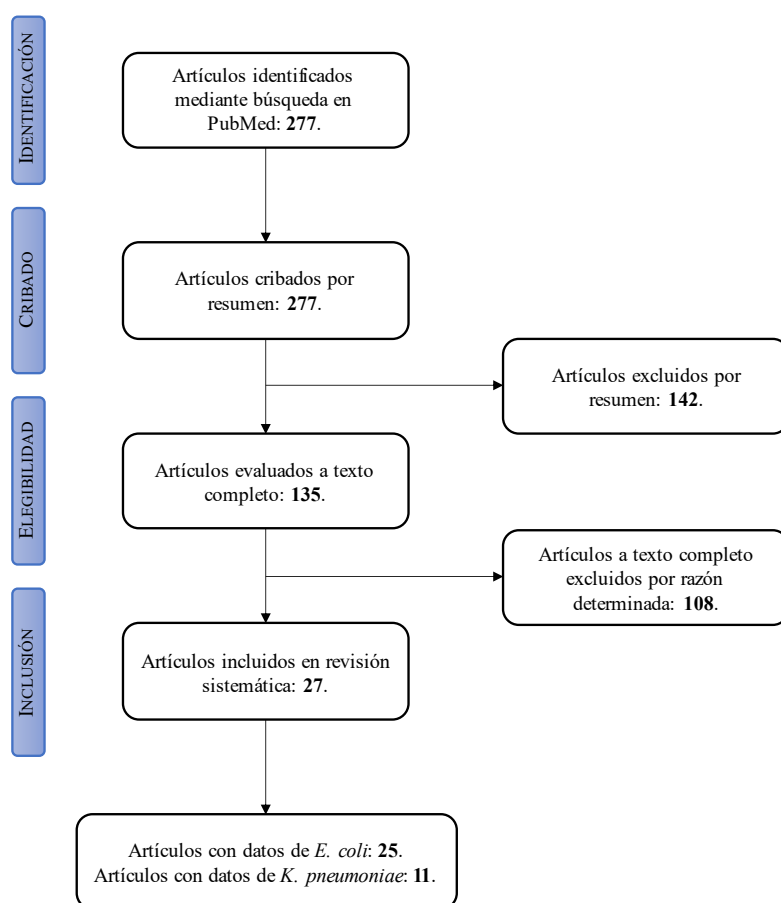 IDENTIFICACIÓN
Artículos identificados
mediante búsqueda en
PubMed: 277.
CRIBADO
Artículos cribados por
resumen: 277.
Artículos excluidos por
resumen: 142.
ELEGIBILIDAD
Artículos evaluados a texto
completo: 135.
Artículos a texto completo
excluidos por razón
determinada: 108.
INCLUSIÓN
Artículos incluidos en revisión
sistemática: 27.
Artículos con datos de E. coli: 25.
Artículos con datos de K. pneumoniae: 11.